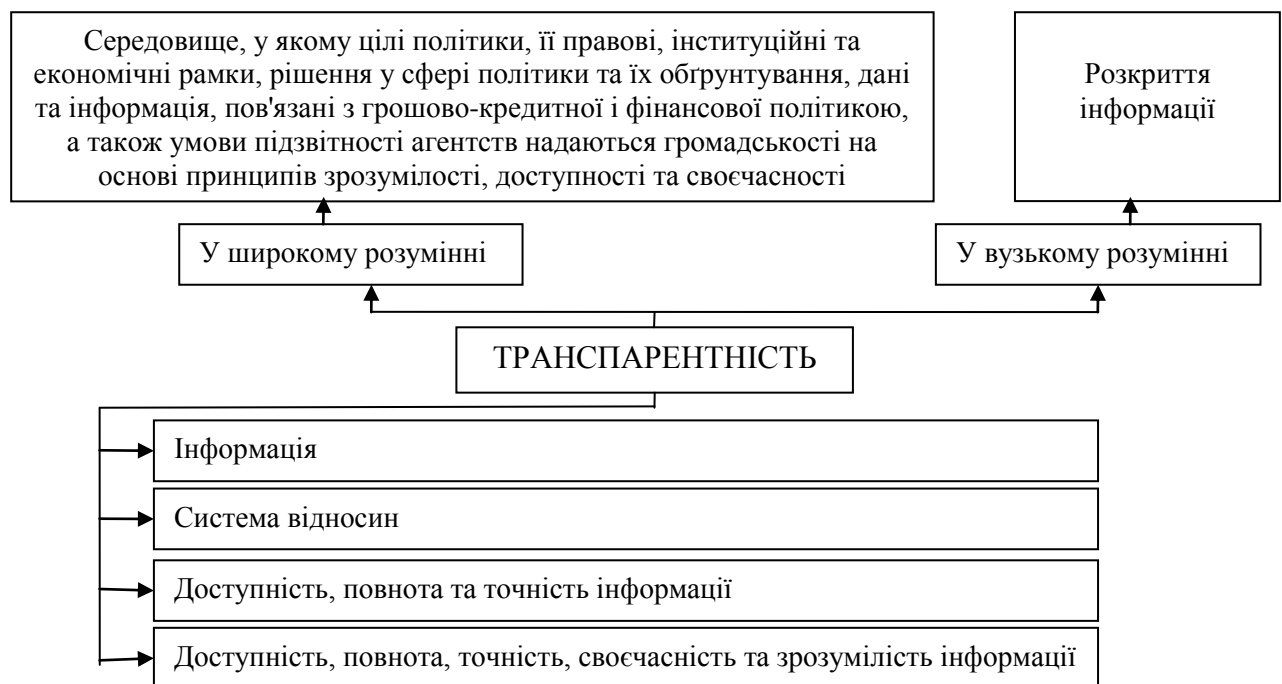 Середовище, у якому цілі політики, її правові, інституційні та
економічні рамки, рішення у сфері політики та їх обґрунтування, дані
та інформація, пов'язані з грошово-кредитної і фінансової політикою,
а також умови підзвітності агентств надаються громадськості на
основі принципів зрозумілості, доступності та своєчасності
Розкриття
інформації
У широкому розумінні
У вузькому розумінні
ТРАНСПАРЕНТНІСТЬ
Інформація
Система відносин
Доступність, повнота та точність інформації
Доступність, повнота, точність, своєчасність та зрозумілість інформації